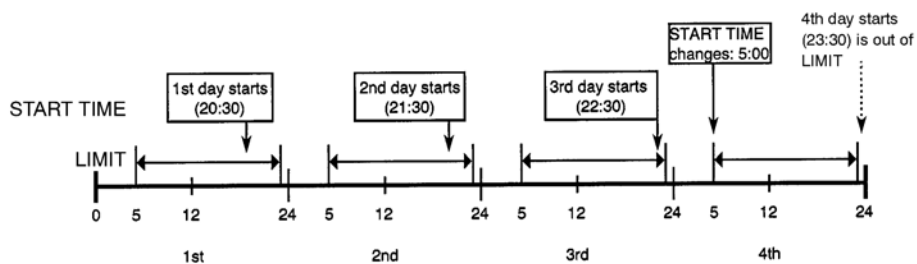 START TIME
changes: 5:00
4th day starts
(23:30) is out of
LIMIT
1st day starts
(20:30)
2nd day starts
(21:30)
3rd day starts
(22:30)
START TIME
LIMIT
0 5 12 24 5 12 24 5 12 24 5 12 24
1st 2nd 3rd 4th